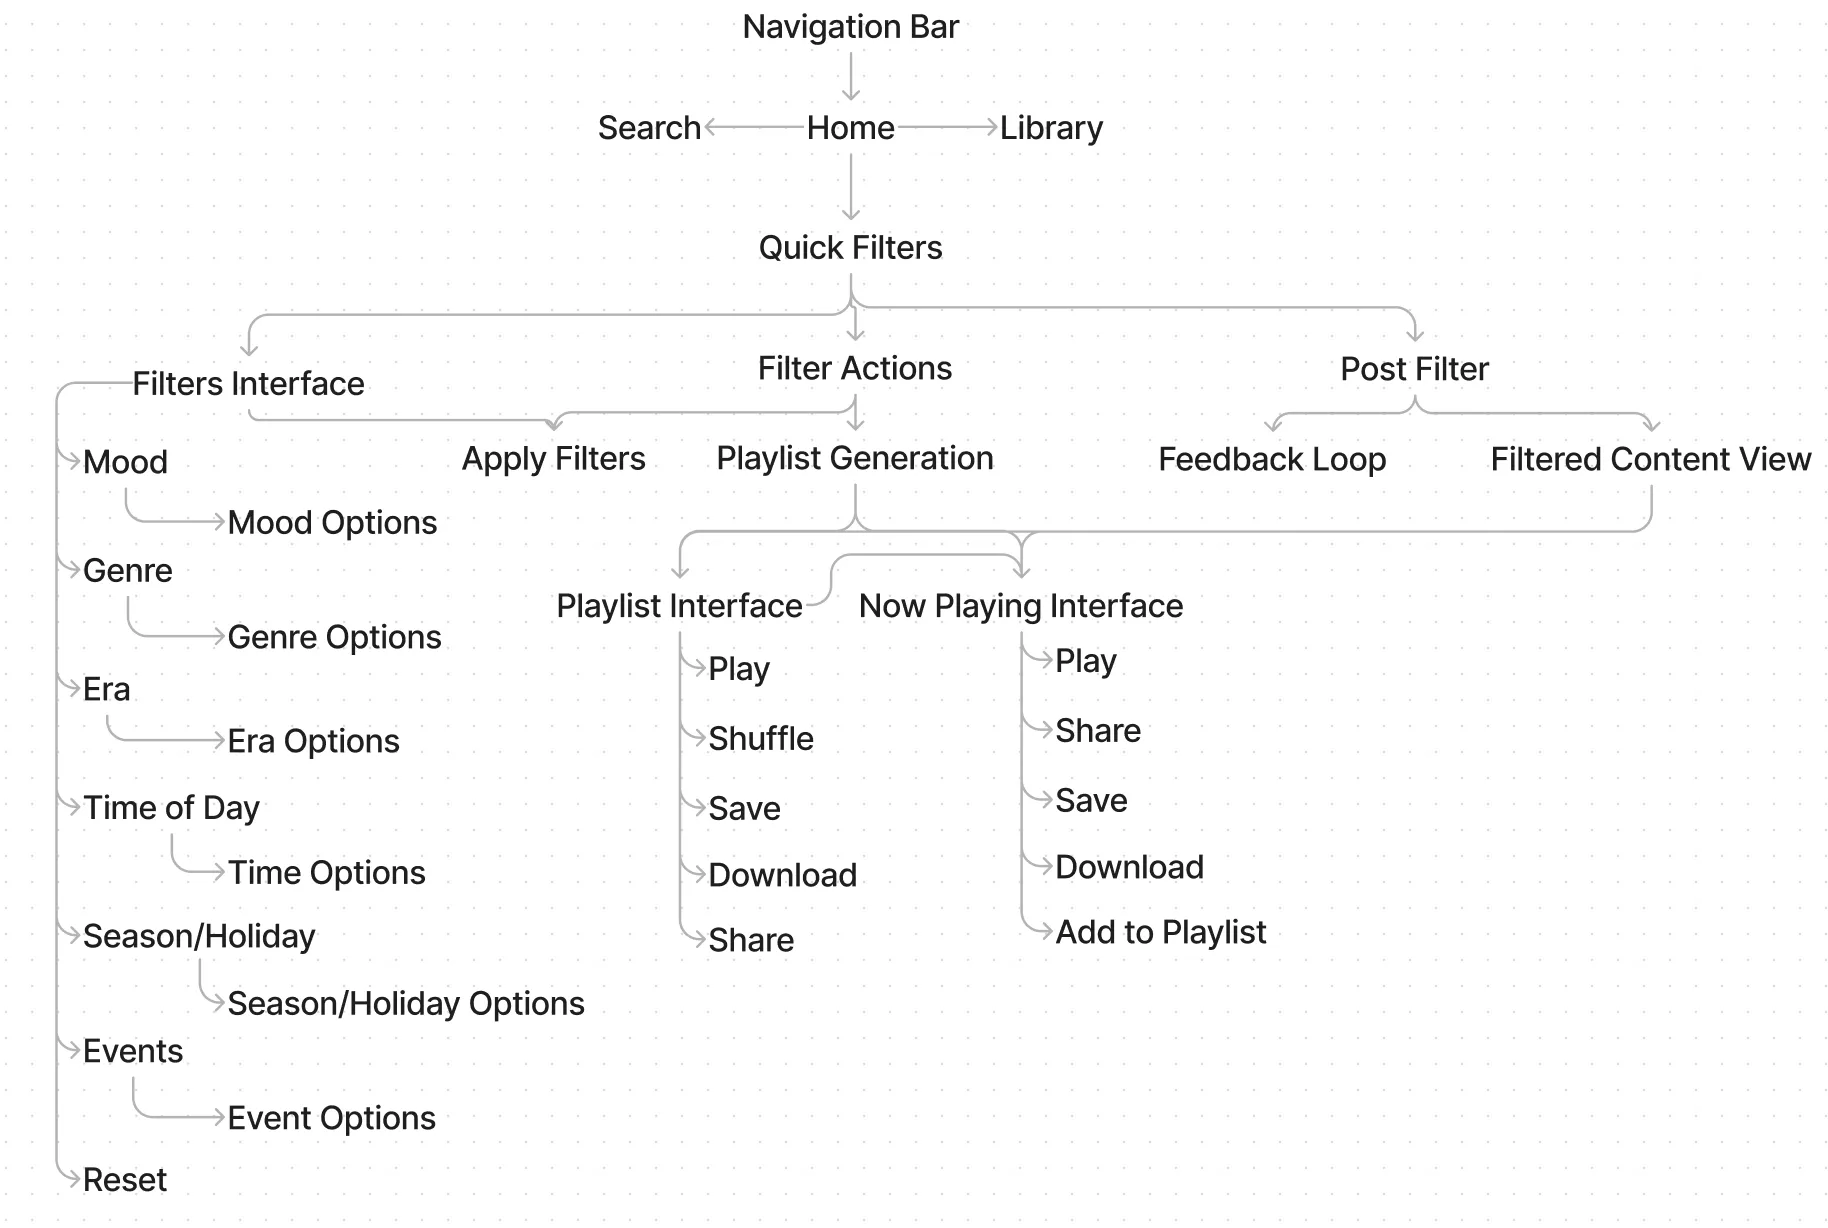 Navigation Bar
Search
Home
Library
Quick Filters
Filters Interface
Filter Actions
Post Filter
Apply Filters
Playlist Generation
Feedback Loop
Filtered Content View
Mood
Mood Options
Genre
Genre Options
Era
Era Options
Time of Day
Time Options
Season/Holiday
Season/Holiday Options
Events
Event Options
Reset
Playlist Interface
Play
Shuffle
Save
Download
Share
Now Playing Interface
Play
Share
Save
Download
Add to Playlist